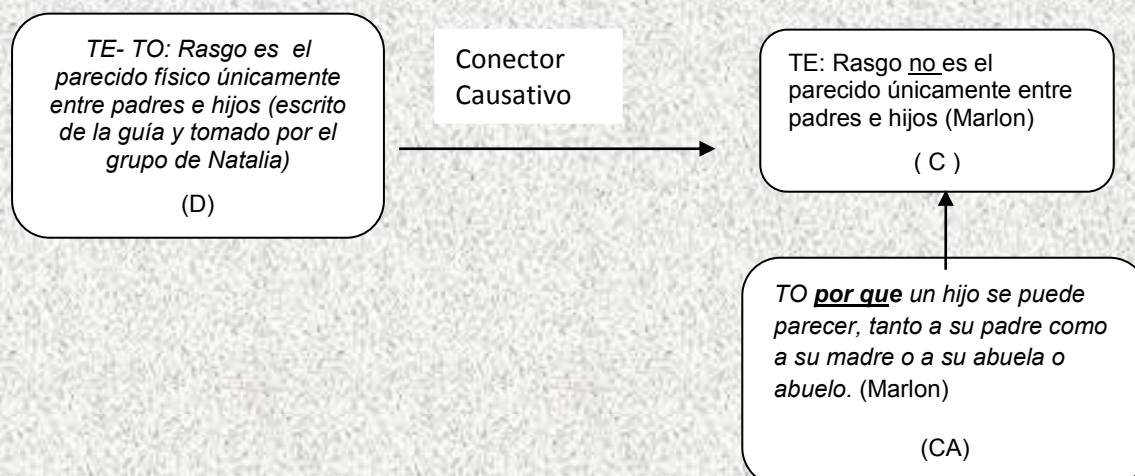 TE- TO: Rasgo es el
parecido físico únicamente
entre padres e hijos (escrito
de la guía y tomado por el
grupo de Natalia)
(D)
Conector
Causativo
TE: Rasgo no es el
parecido únicamente entre
padres e hijos (Marlon)
( C )
TO por que un hijo se puede
parecer, tanto a su padre como
a su madre o a su abuela o
abuelo. (Marlon)
(CA)